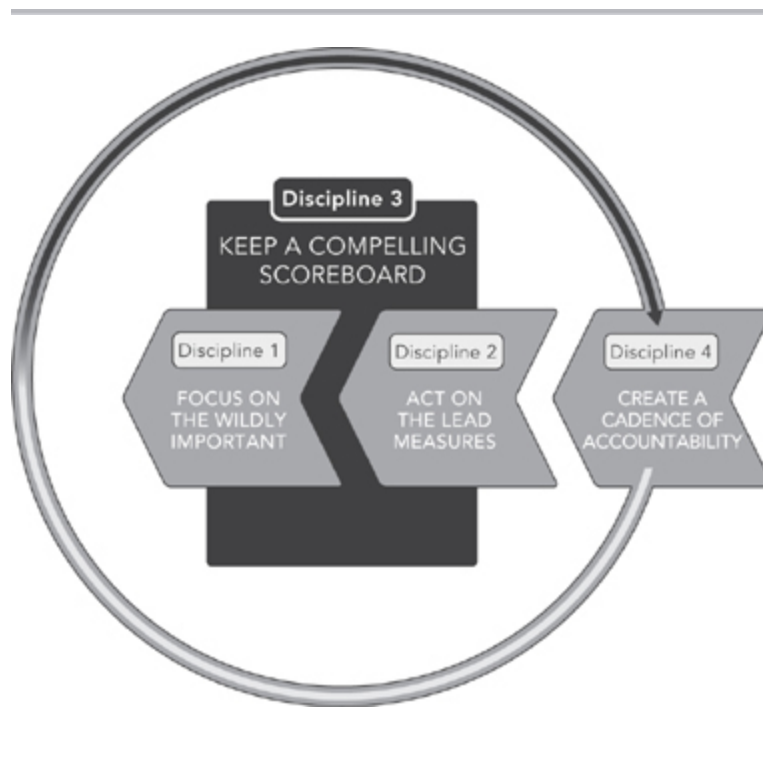 Discipline 3
KEEP A COMPELLING
SCOREBOARD
Discipline 1
FOCUS ON
THE WILDLY
IMPORTANT
Discipline 2
ACT ON
THE LEAD
MEASURES
Discipline 4
CREATE A
CADENCE OF
ACCOUNTABILITY